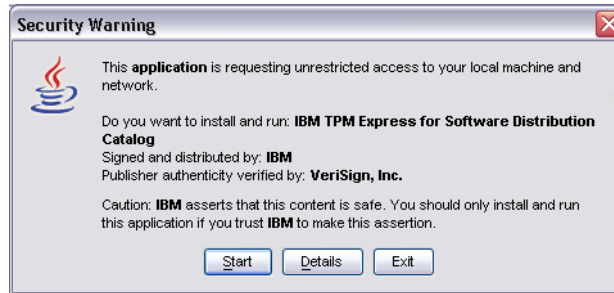 Security Warning
This application is requesting unrestricted access to your local machine and
network.
Do you want to install and run: IBM TPM Express for Software Distribution
Catalog
Signed and distributed by: IBM
Publisher authenticity verified by: VeriSign, Inc.
Caution: IBM asserts that this content is safe. You should only install and run
this application if you trust IBM to make this assertion.
Start Details Exit